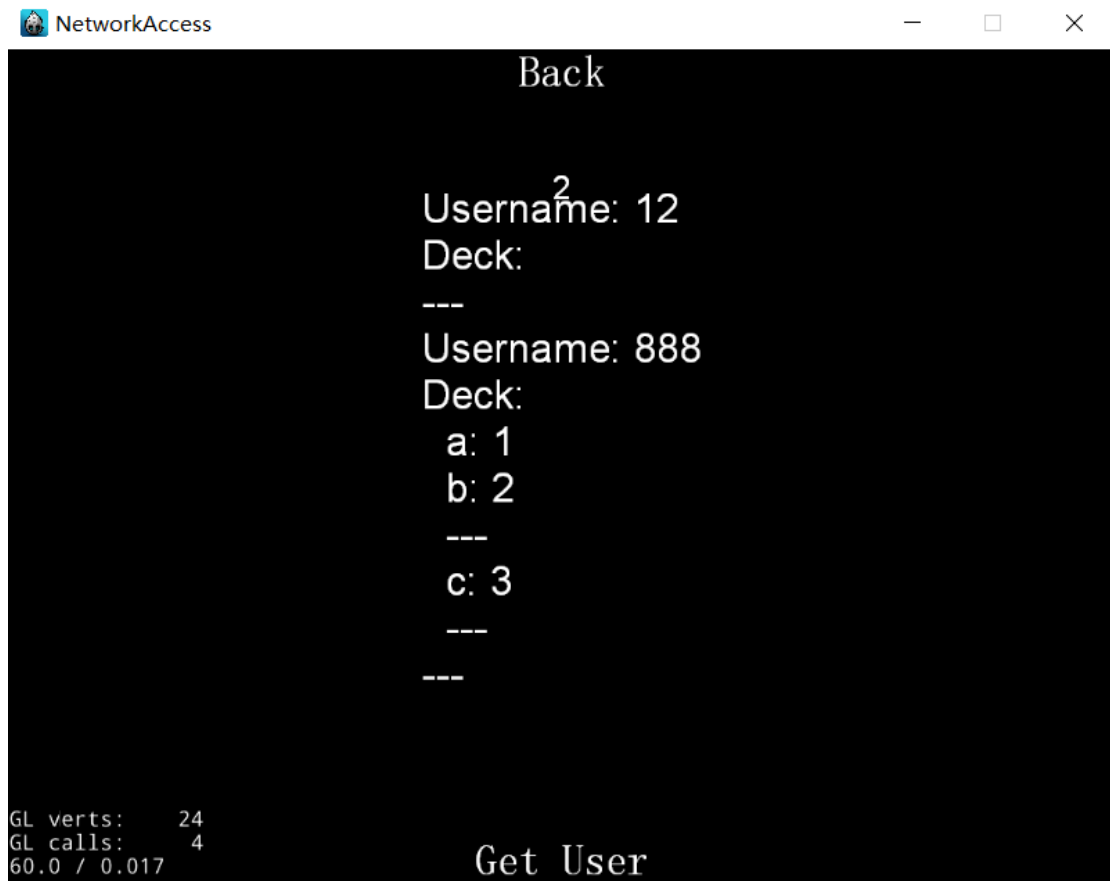 NetworkAccess
Back
2
Username: 12
Deck:
---
Username: 888
Deck:
a: 1
b: 2
---
c: 3
---
---
GL verts: 24
GL calls: 4
60.0 / 0.017
Get User